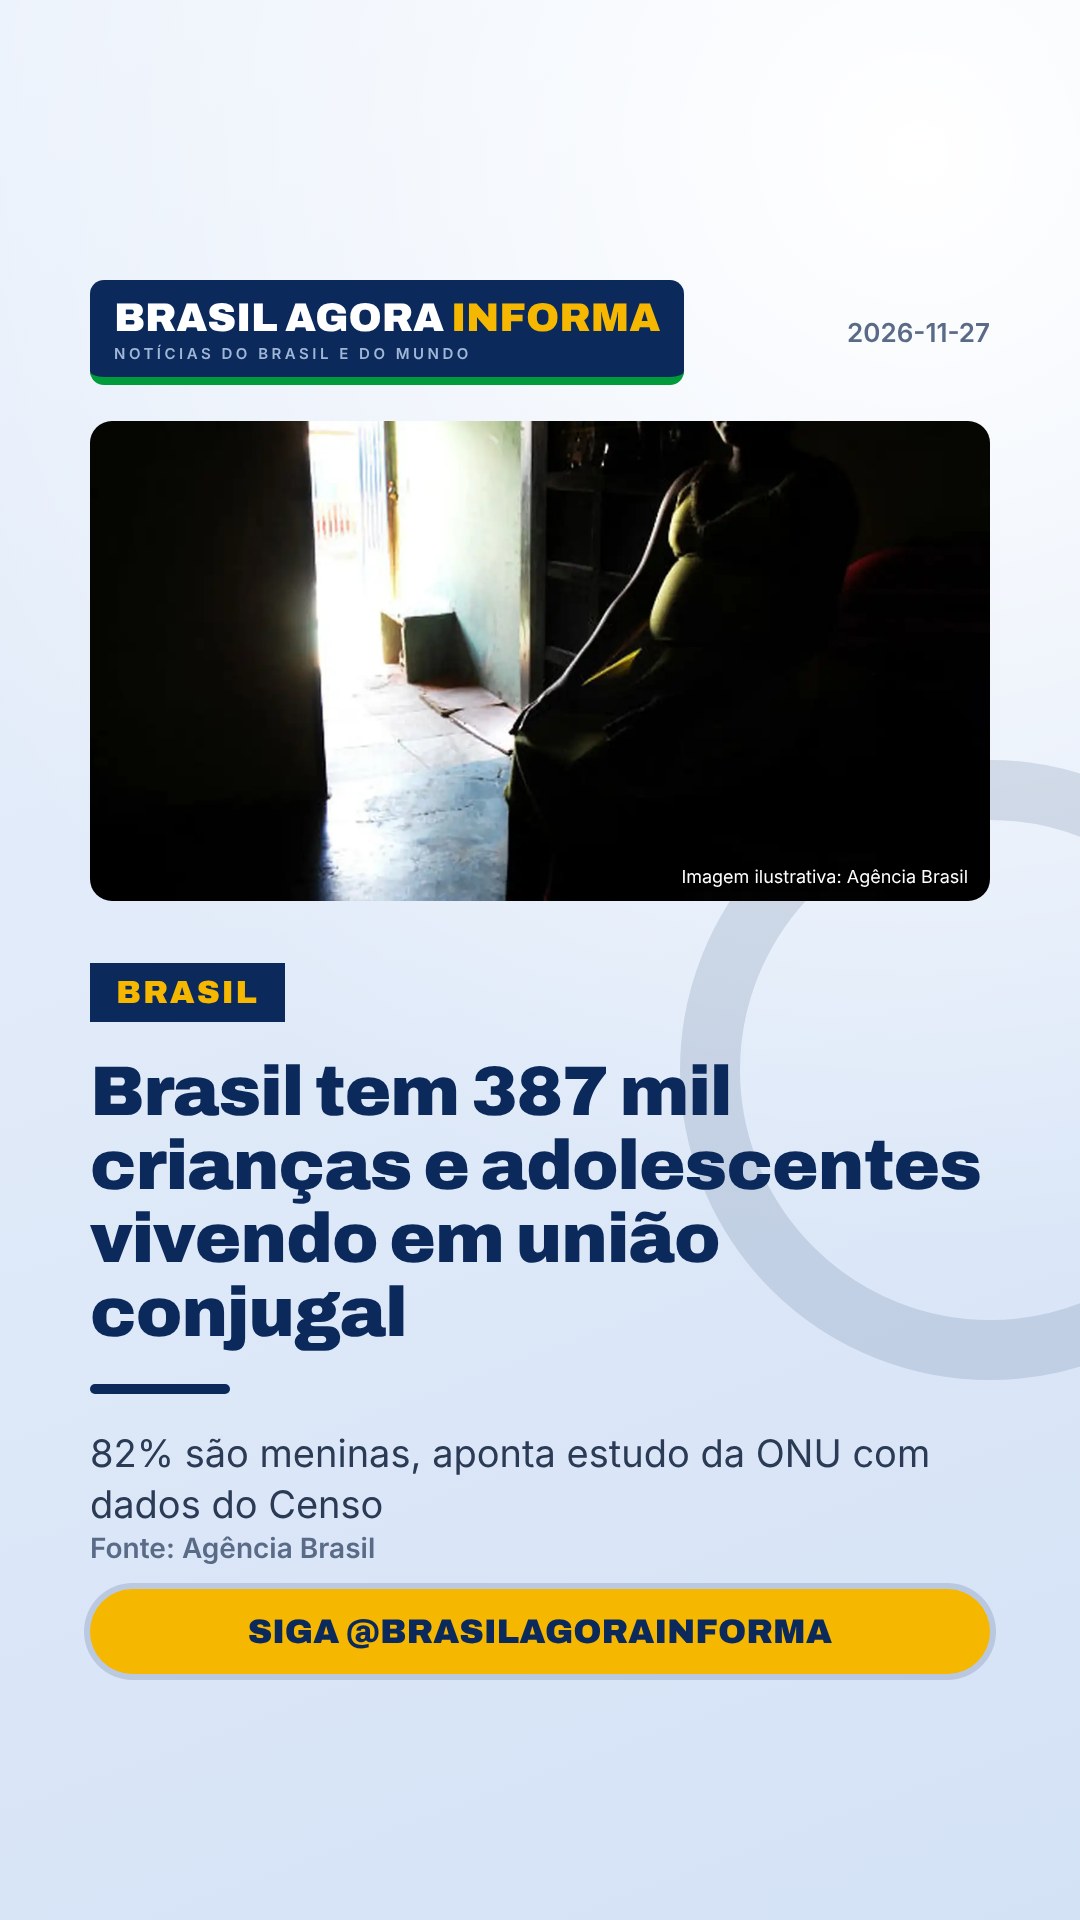 BRASIL AGORA INFORMA
NOTÍCIAS DO BRASIL E DO MUNDO
2026-11-27
Imagem ilustrativa: Agência Brasil
BRASIL
Brasil tem 387 mil
crianças e adolescentes
vivendo em união
conjugal
82% são meninas, aponta estudo da ONU com
dados do Censo
Fonte: Agência Brasil
SIGA @BRASILAGORAINFORMA